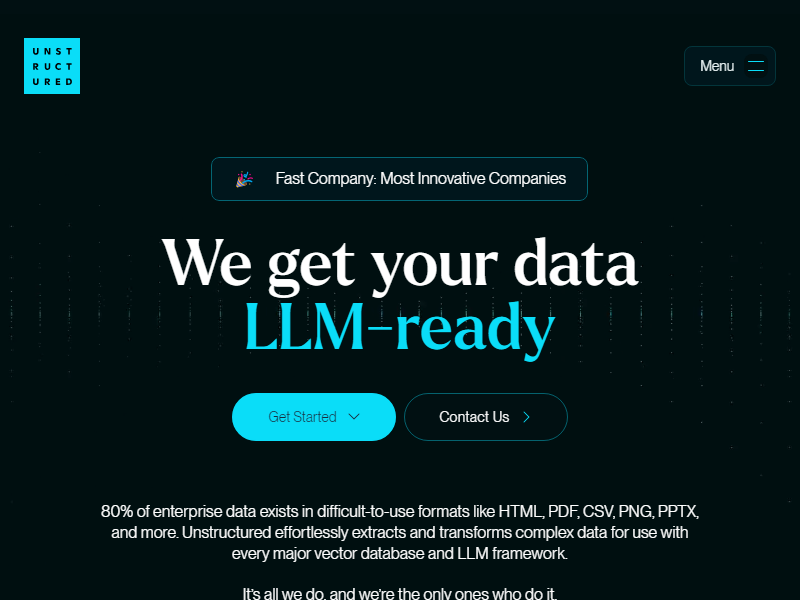 UNST
RUCT
URED
Menu
Fast Company: Most Innovative Companies
We get your data
LLM-ready
Get Started
Contact Us
80% of enterprise data exists in difficult-to-use formats like HTML, PDF, CSV, PNG, PPTX,
and more. Unstructured effortlessly extracts and transforms complex data for use with
every major vector database and LLM framework.
It's all we do, and we're the only ones who do it.